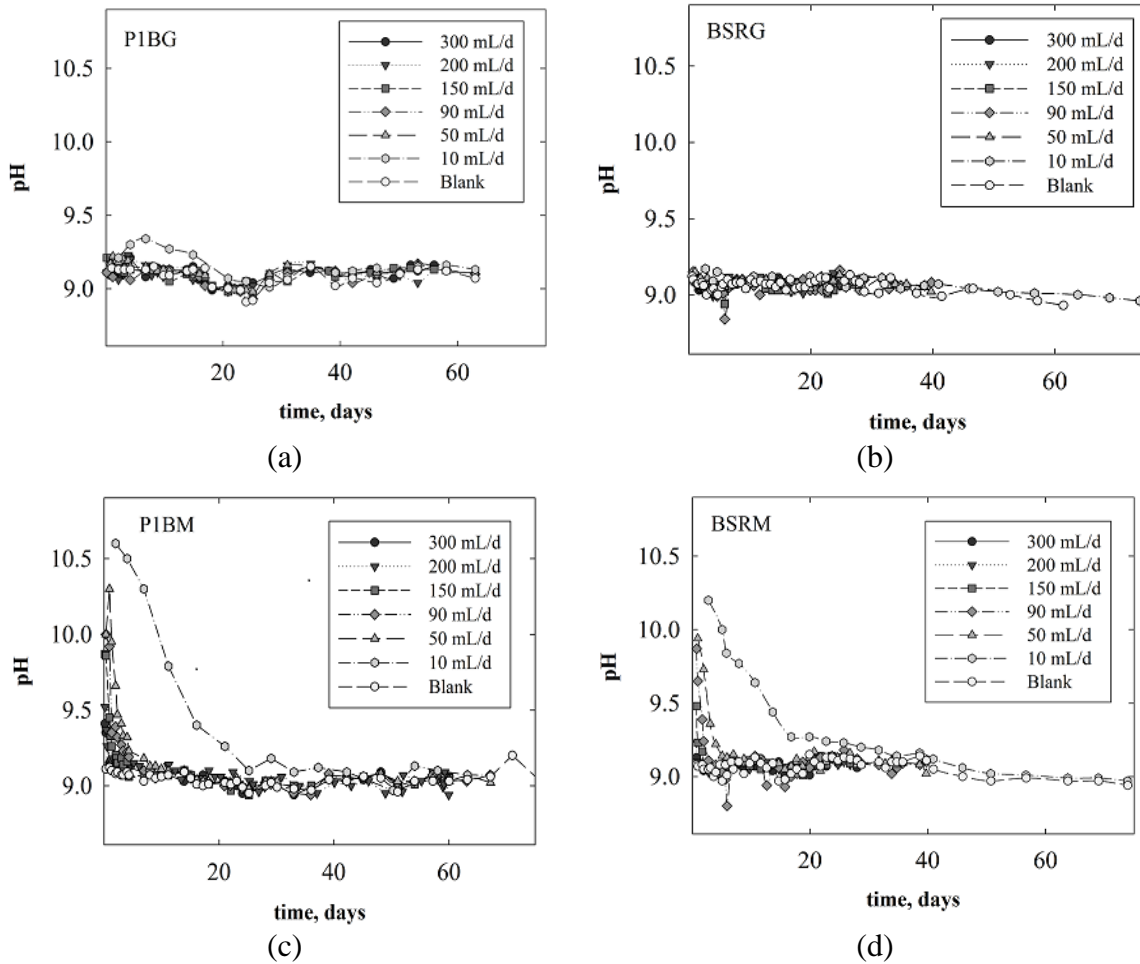 P1BG
300 mL/d
200 mL/d
150 mL/d
90 mL/d
50 mL/d
10 mL/d
Blank
10.5
10.0
9.5
9.0
pH
20
40
60
time, days
(a)
BSRG
300 mL/d
200 mL/d
150 mL/d
90 mL/d
50 mL/d
10 mL/d
Blank
10.5
10.0
9.5
9.0
pH
20
40
60
time, days
(b)
P1BM
300 mL/d
200 mL/d
150 mL/d
90 mL/d
50 mL/d
10 mL/d
Blank
10.5
10.0
9.5
9.0
pH
20
40
60
time, days
(c)
BSRM
300 mL/d
200 mL/d
150 mL/d
90 mL/d
50 mL/d
10 mL/d
Blank
10.5
10.0
9.5
9.0
pH
20
40
60
time, days
(d)